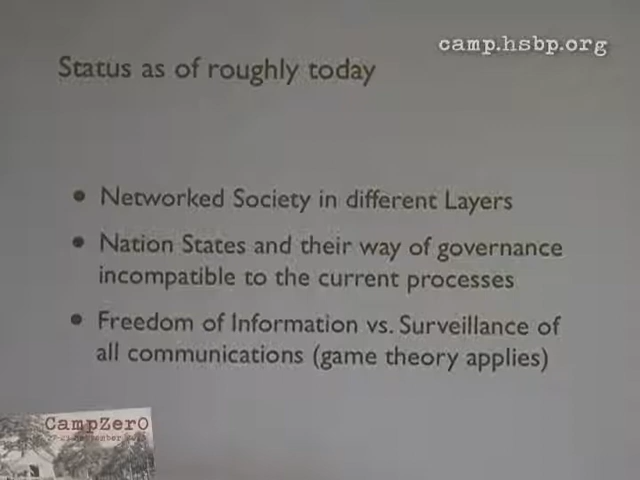 camp.hsbp.org
Status as of roughly today
• Networked Society in different Layers
• Nation States and their way of governance
incompatible to the current processes
• Freedom of Information vs. Surveillance of
all communications (game theory applies)
CampZer0
September